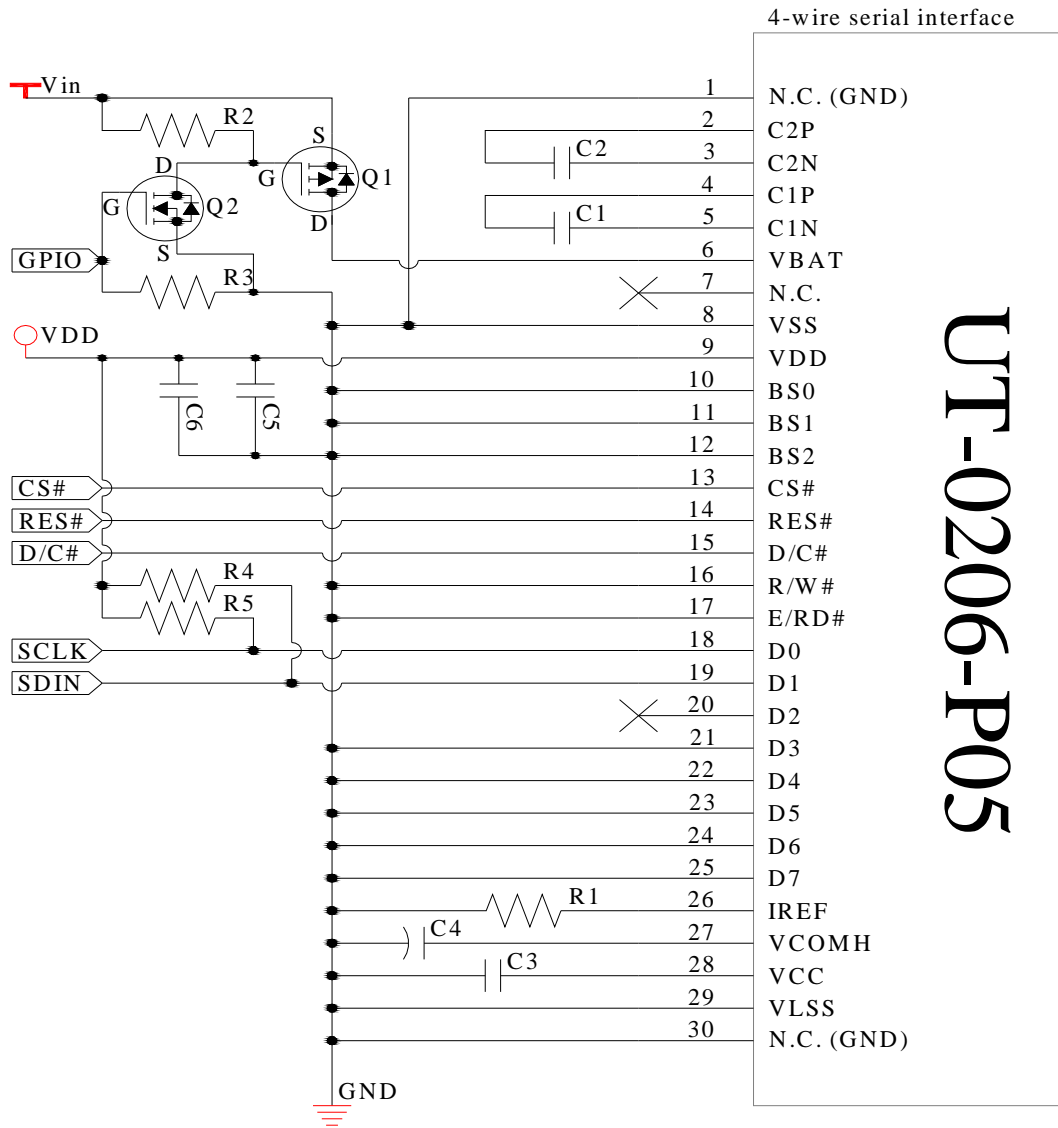 4-wire serial interface
Vin
R2
S
D
G
Q1
G
Q2
D
S
GPIO
R3
VDD
C6
C5
CS#
RES#
D/C#
R4
R5
SCLK
SDIN
C2
C1
R1
C4
C3
GND
1 N.C. (GND)
2 C2P
3 C2N
4 C1P
5 C1N
6 VBAT
7 N.C.
8 VSS
9 VDD
10 BS0
11 BS1
12 BS2
13 CS#
14 RES#
15 D/C#
16 R/W#
17 E/RD#
18 D0
19 D1
20 D2
21 D3
22 D4
23 D5
24 D6
25 D7
26 IREF
27 VCOMH
28 VCC
29 VLSS
30 N.C. (GND)
UT-0206-P05